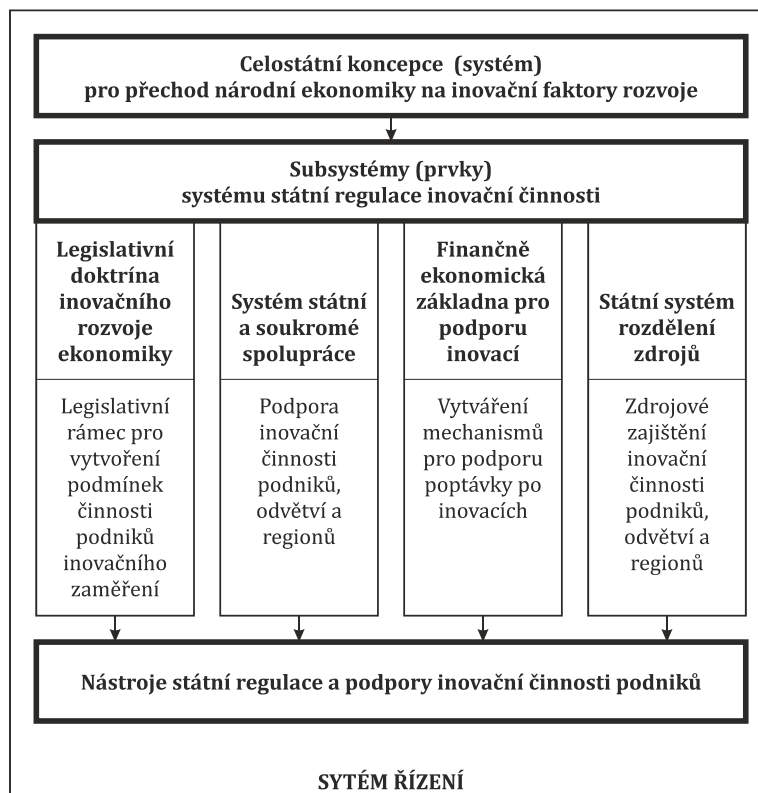 Celostátní koncepce (systém)
pro přechod národní ekonomiky na inovační faktory rozvoje
Subsystémy (prvky)
systému státní regulace inovační činnosti
Legislativní
doktrína
inovačního
rozvoje
ekonomiky
Legislativní
rámec pro
vytvoření
podmínek
činnosti
podniků
inovačního
zaměření
Systém státní
a soukromé
spolupráce
Podpora
inovační
činnosti
podniků,
odvětví a
regionů
Finančně
ekonomická
základna pro
podporu
inovací
Vytváření
mechanismů
pro podporu
poptávky po
inovacích
Státní systém
rozdělení
zdrojů
Zdrojové
zajištění
inovační
činnosti
podniků,
odvětví a
regionů
Nástroje státní regulace a podpory inovační činnosti podniků
SYTÉM ŘÍZENÍ